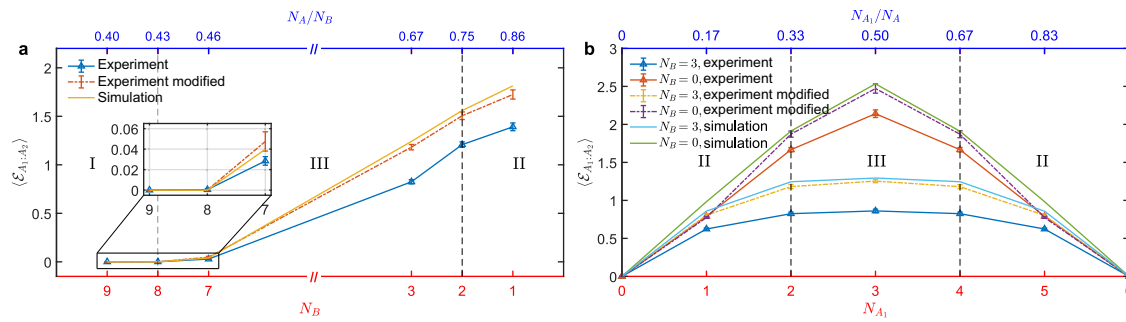 N_A/N_B
0.40 0.43 0.46 // 0.67 0.75 0.86
a
Experiment
Experiment modified
Simulation
⟨ℰ_{A_1:A_2}⟩
2
1.5
1
0.5
0
0.06
0.04
0.02
0
9 8 7
I III II
9 8 7 // 3 2 1
N_B
N_{A_1}/N_A
0 0.17 0.33 0.50 0.67 0.83
b
N_B = 3, experiment
N_B = 0, experiment
N_B = 3, experiment modified
N_B = 0, experiment modified
N_B = 3, simulation
N_B = 0, simulation
⟨ℰ_{A_1:A_2}⟩
3
2.5
2
1.5
1
0.5
0
II III II
0 1 2 3 4 5
N_{A_1}